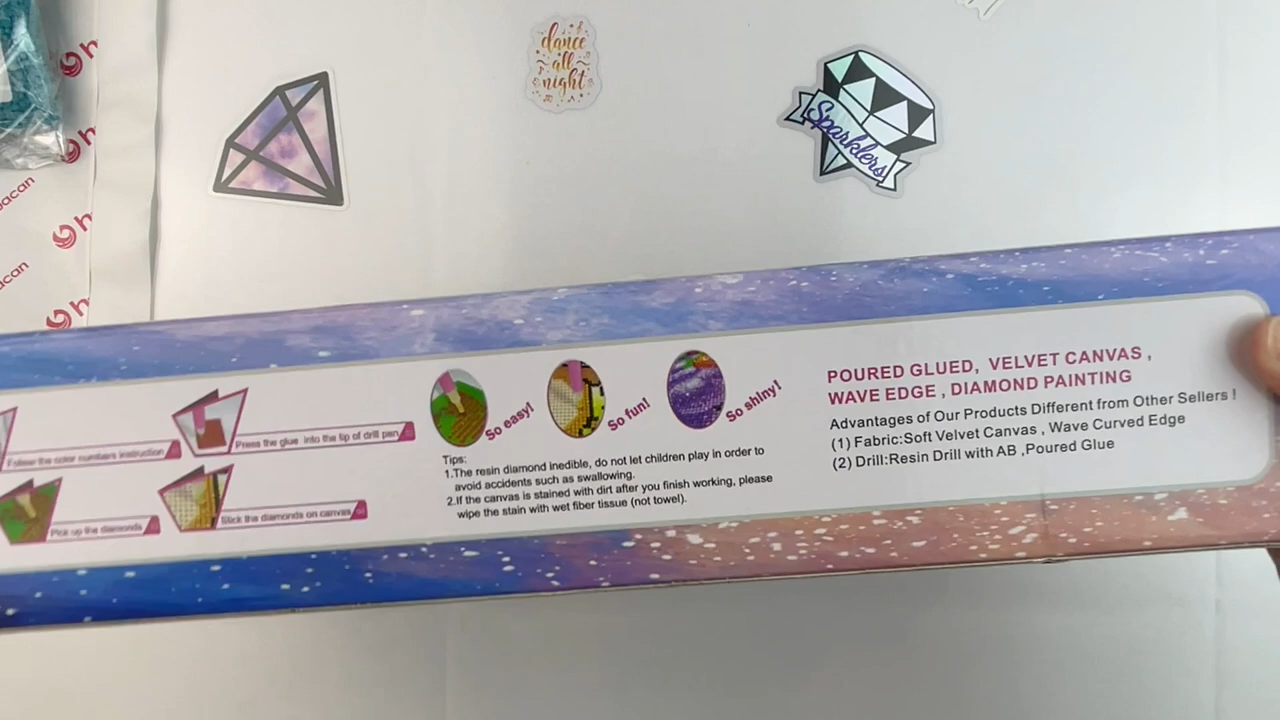 dance
all
night
Sparklers
h
h
acan
h
acan
h
Follow the color numbers instruction
Press the glue into the tip of drill pen
Pick up the diamonds
Stick the diamonds on canvas
So easy!
So fun!
So shiny!
Tips:
1.The resin diamond inedible, do not let children play in order to
avoid accidents such as swallowing.
2.If the canvas is stained with dirt after you finish working, please
wipe the stain with wet fiber tissue (not towel).
POURED GLUED, VELVET CANVAS ,
WAVE EDGE , DIAMOND PAINTING
Advantages of Our Products Different from Other Sellers !
(1) Fabric:Soft Velvet Canvas , Wave Curved Edge
(2) Drill:Resin Drill with AB ,Poured Glue